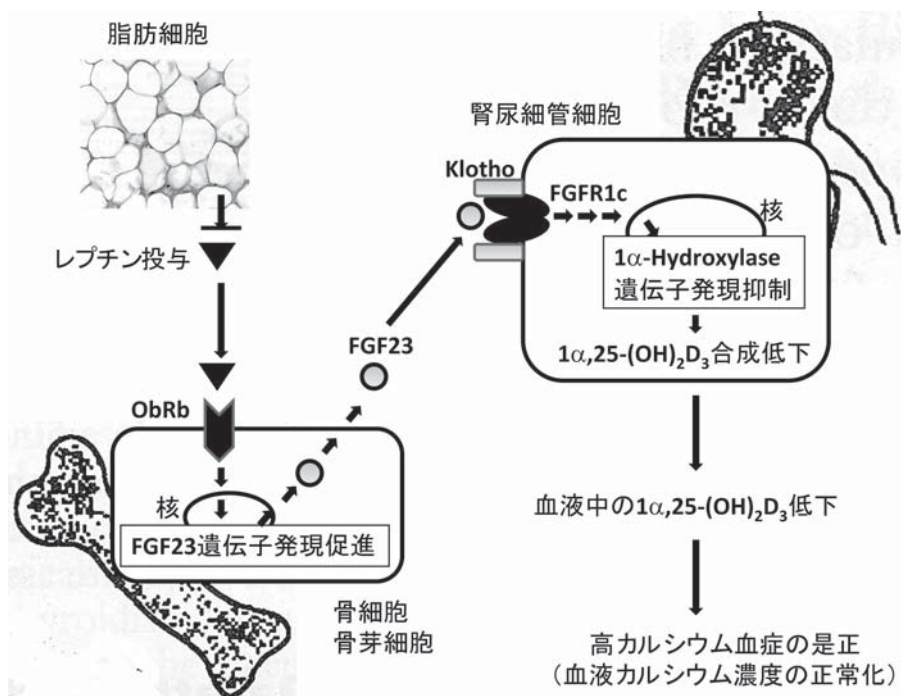 脂肪細胞
レプチン投与
ObRb
核
FGF23遺伝子発現促進
骨細胞
骨芽細胞
FGF23
腎尿細管細胞
Klotho
FGFR1c
核
1α-Hydroxylase
遺伝子発現抑制
1α,25-(OH)₂D₃合成低下
血液中の1α,25-(OH)₂D₃低下
高カルシウム血症の是正
（血液カルシウム濃度の正常化）